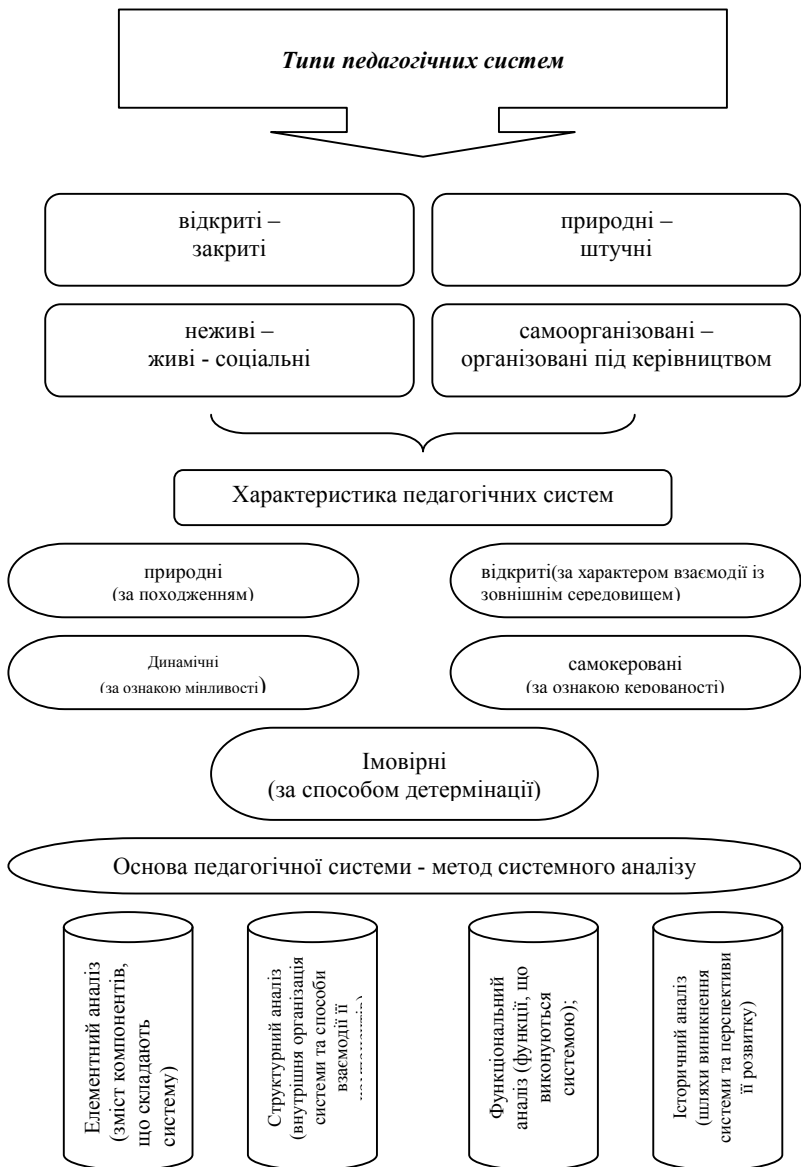 Типи педагогічних систем
відкриті –
закриті
природні –
штучні
неживі –
живі - соціальні
самоорганізовані –
організовані під керівництвом
Характеристика педагогічних систем
природні
(за походженням)
відкриті(за характером взаємодії із
зовнішнім середовищем)
Динамічні
(за ознакою мінливості)
самокеровані
(за ознакою керованості)
Імовірні
(за способом детермінації)
Основа педагогічної системи - метод системного аналізу
Елементний аналіз
(зміст компонентів,
що складають
систему)
Структурний аналіз
(внутрішня організація
системи та способи
взаємодії її
компонентів)
Функціональний
аналіз (функції, що
виконуються
системою);
Історичний аналіз
(шляхи виникнення
системи та перспективи
її розвитку)